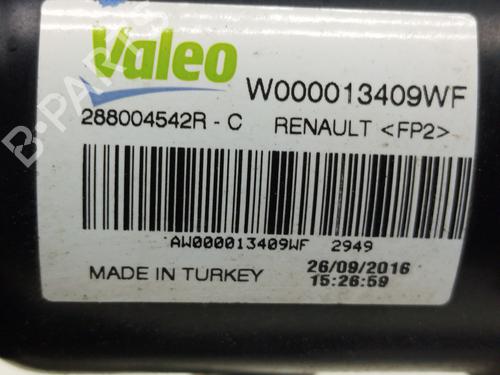 Valeo
W000013409WF
288004542R - C RENAULT <FP2>
AW000013409WF 2949
MADE IN TURKEY 26/09/2016
15:26:59
B-PARTS